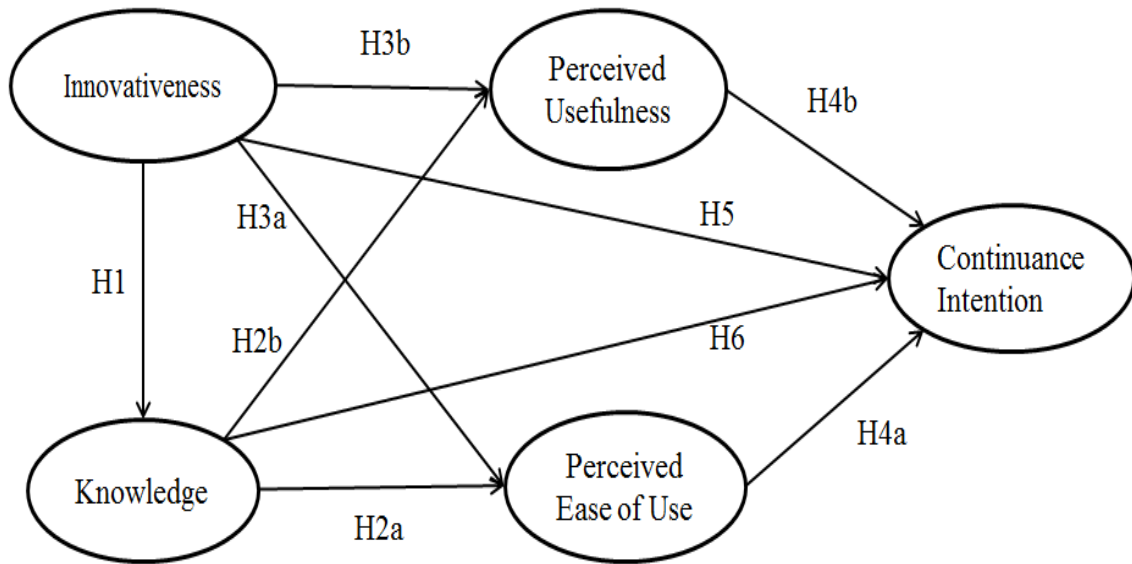 Innovativeness
H3b
Perceived
Usefulness
H4b
H3a
H5
H1
Continuance
Intention
H2b
H6
Knowledge
H2a
Perceived
Ease of Use
H4a